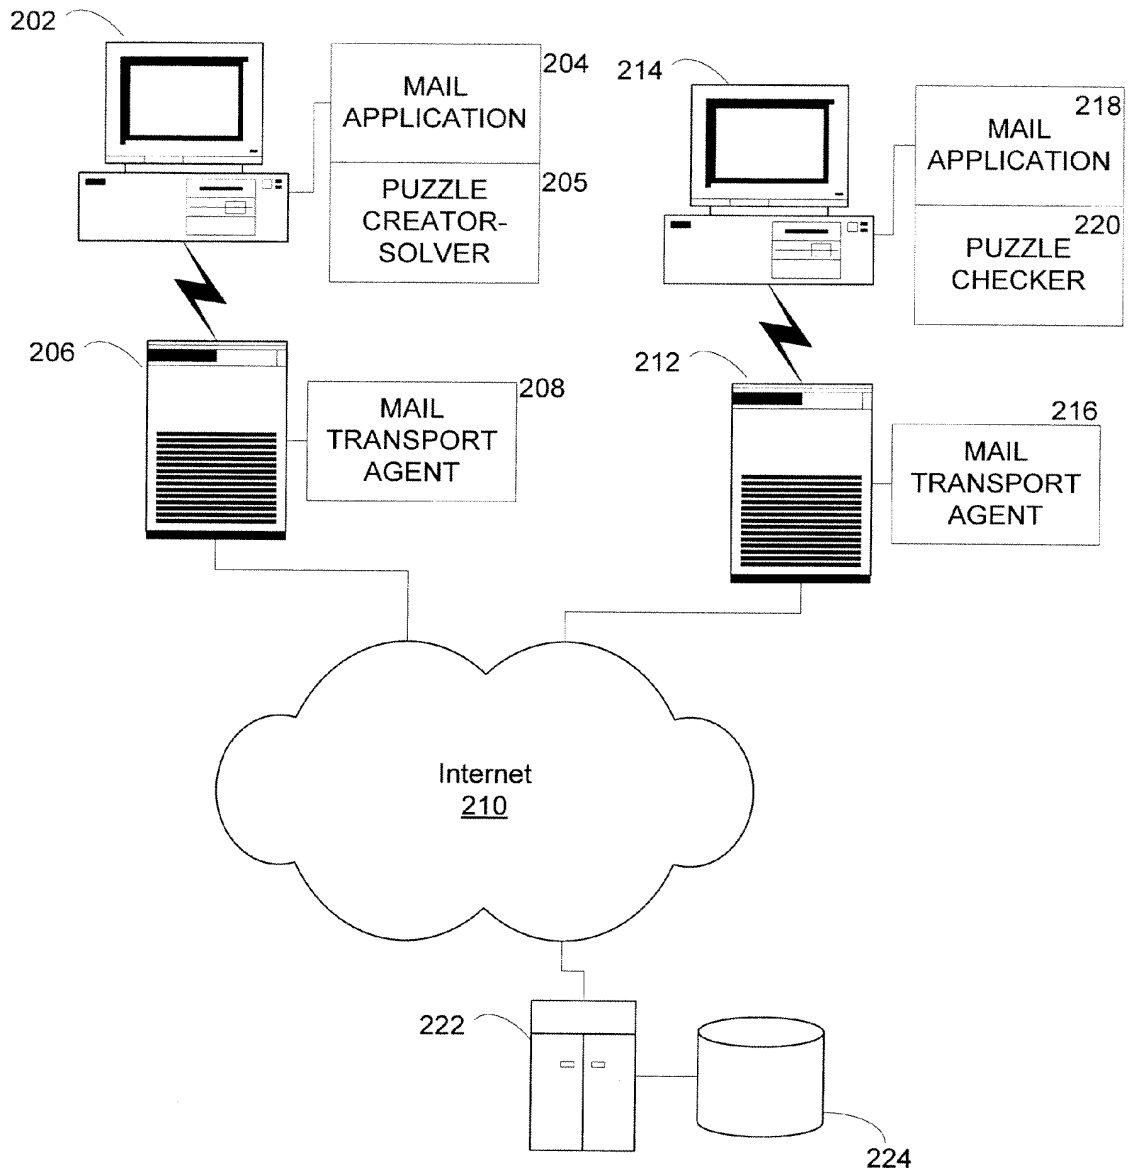 202
MAIL
APPLICATION
204
PUZZLE
CREATOR-
SOLVER
205
214
MAIL
APPLICATION
218
PUZZLE
CHECKER
220
206
MAIL
TRANSPORT
AGENT
208
212
MAIL
TRANSPORT
AGENT
216
Internet
210
222
224